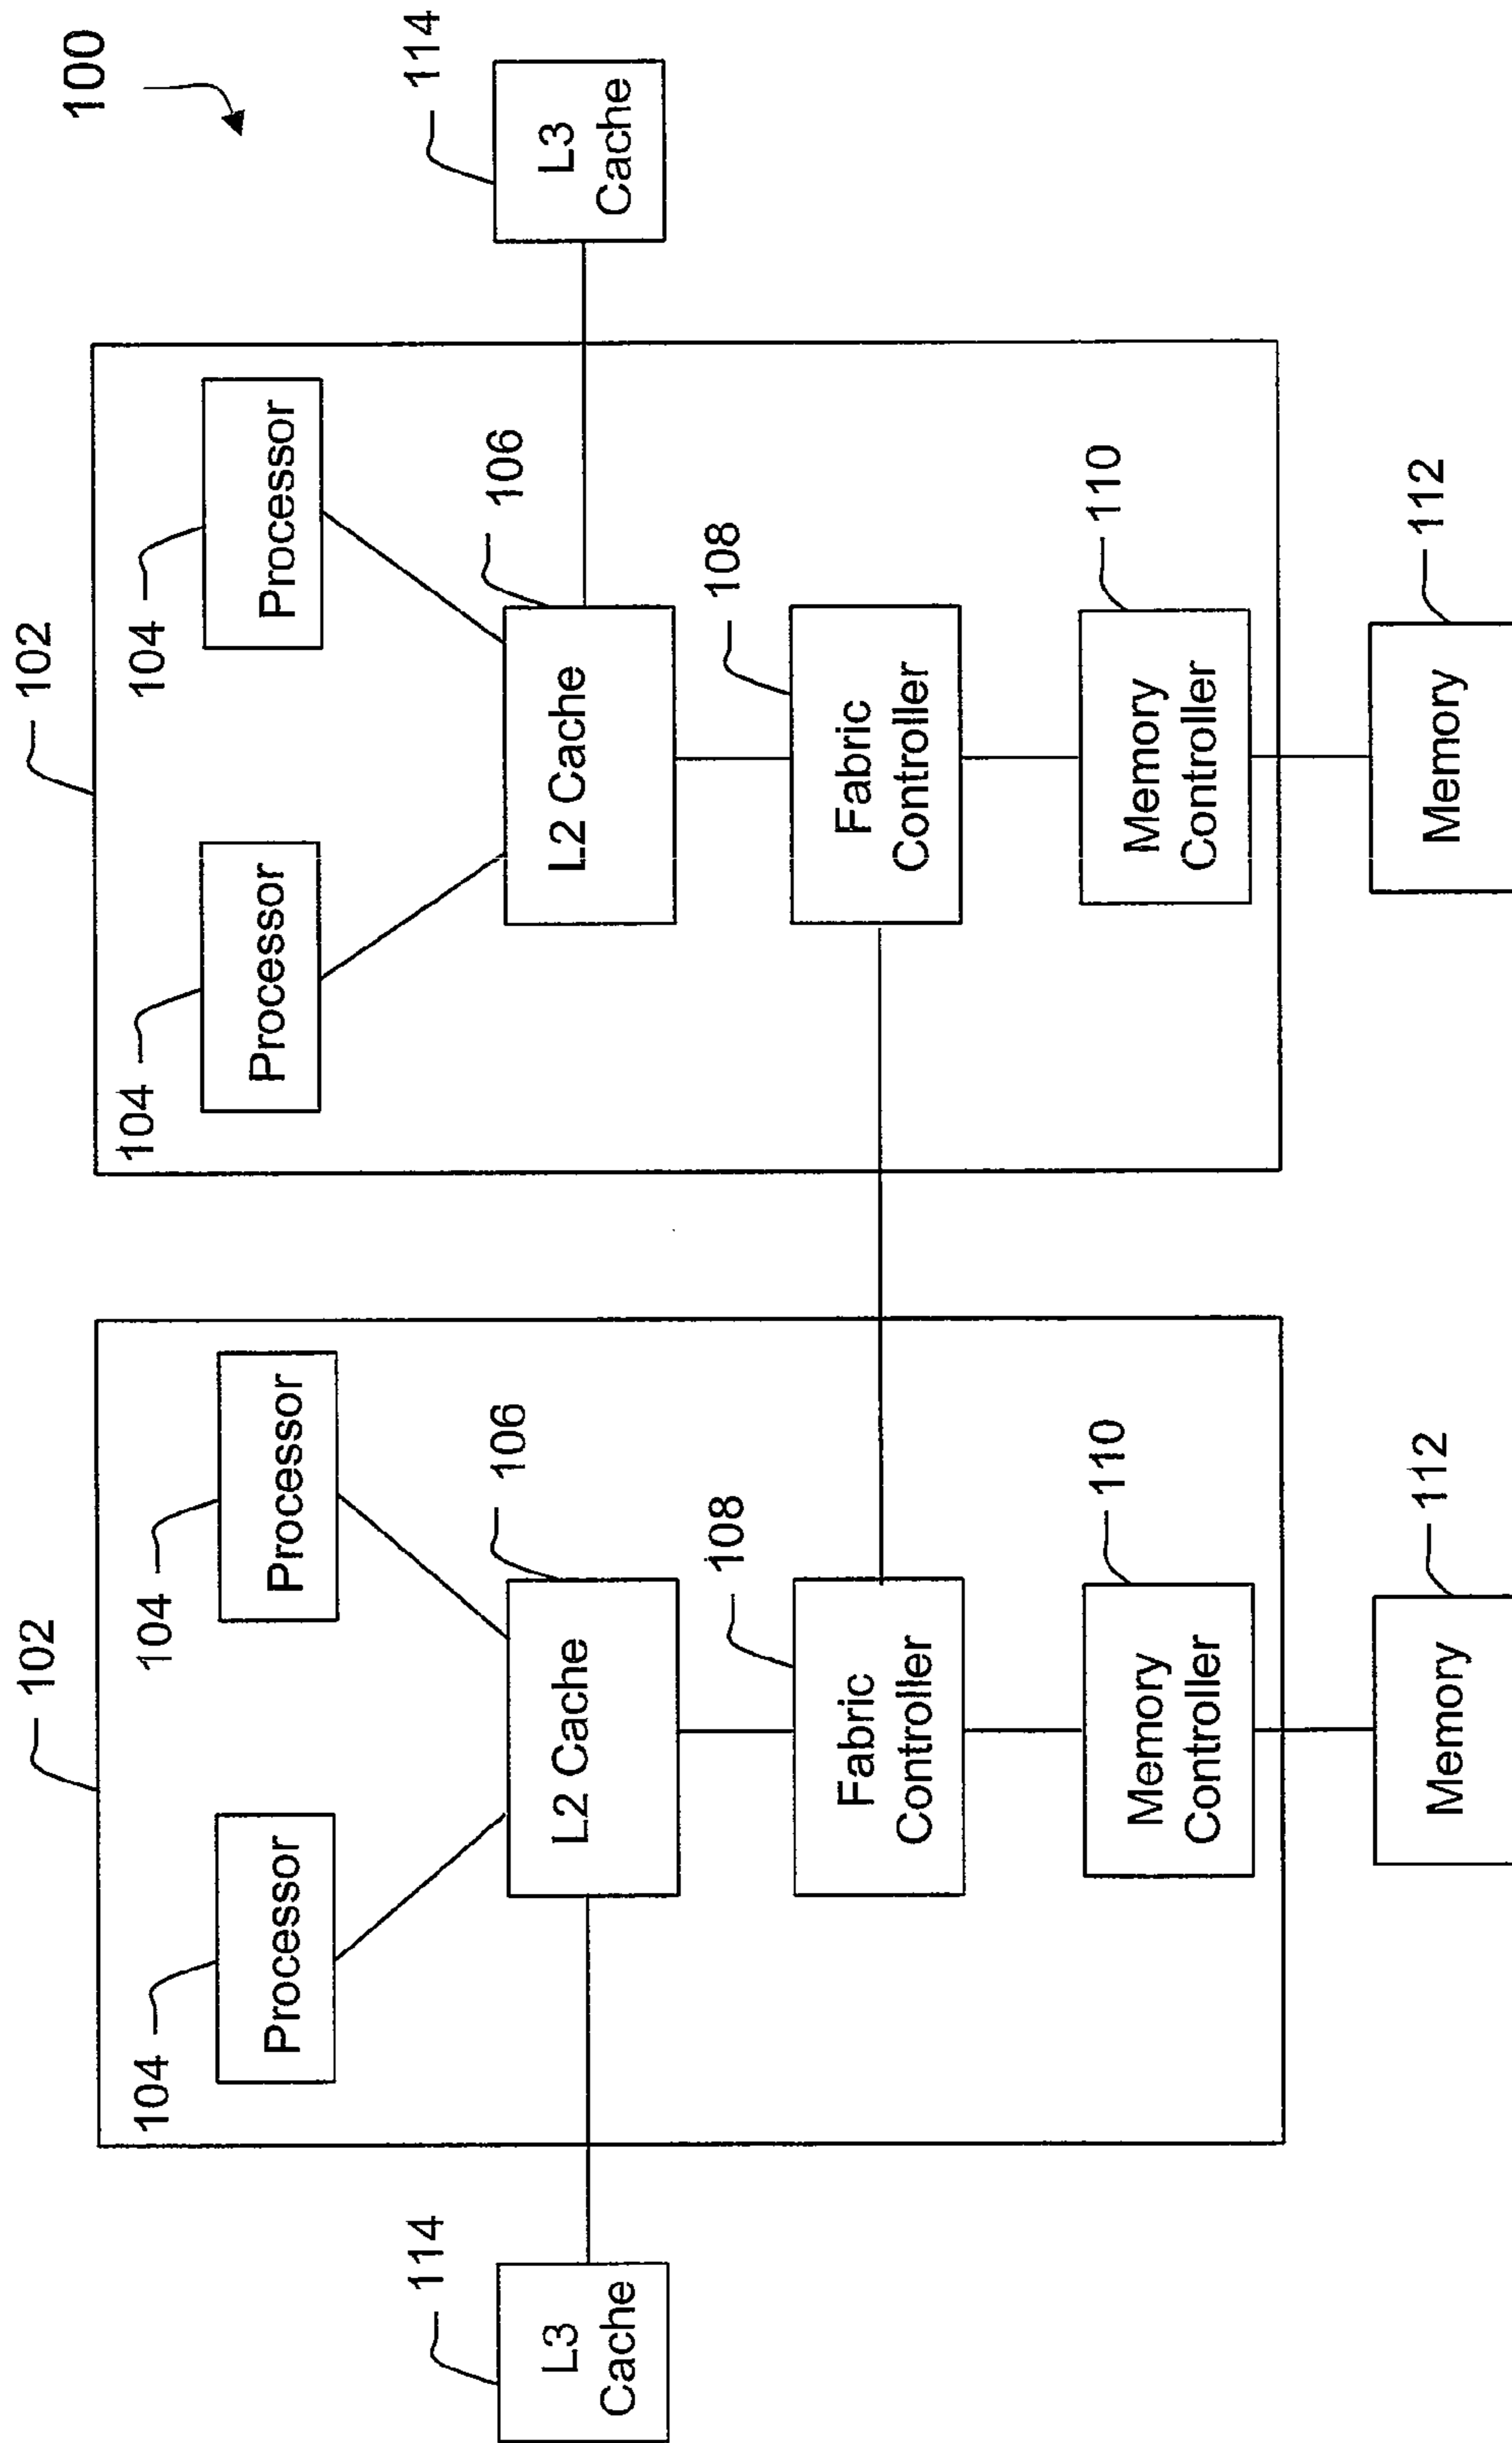 100
102
102
104
Processor
104
Processor
104
Processor
104
Processor
114
L3
Cache
L2 Cache
106
L2 Cache
106
114
L3
Cache
108
Fabric
Controller
108
Fabric
Controller
110
Memory
Controller
110
Memory
Controller
112
Memory
112
Memory